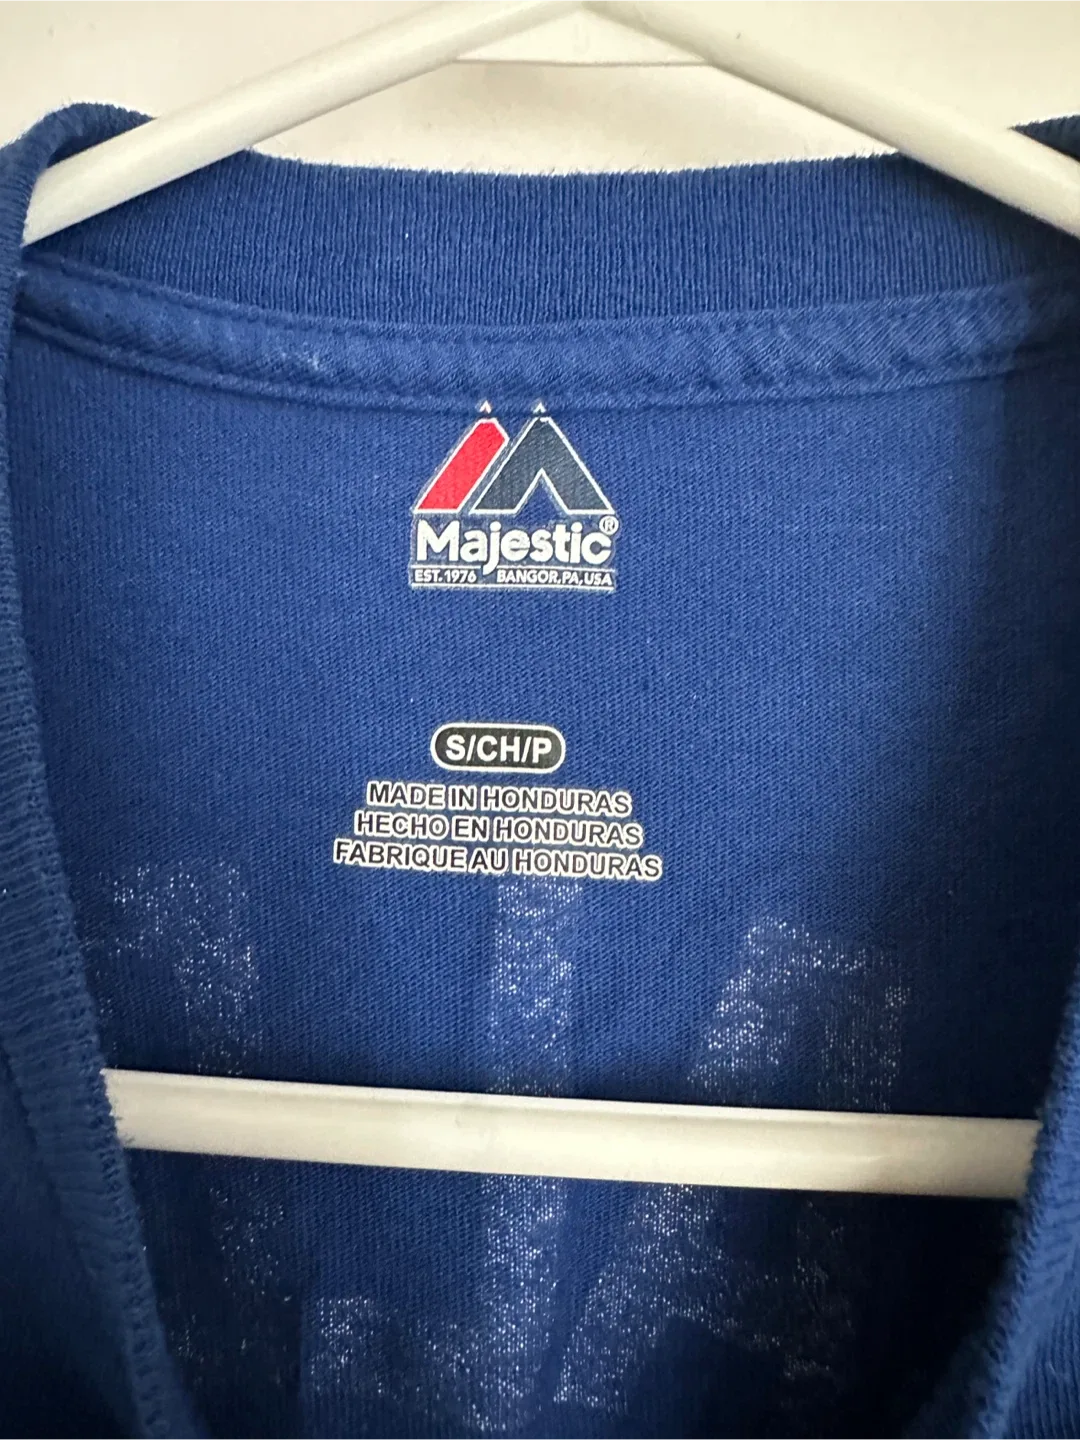 Majestic®
EST. 1976 BANGOR, PA, USA
S/CH/P
MADE IN HONDURAS
HECHO EN HONDURAS
FABRIQUE AU HONDURAS